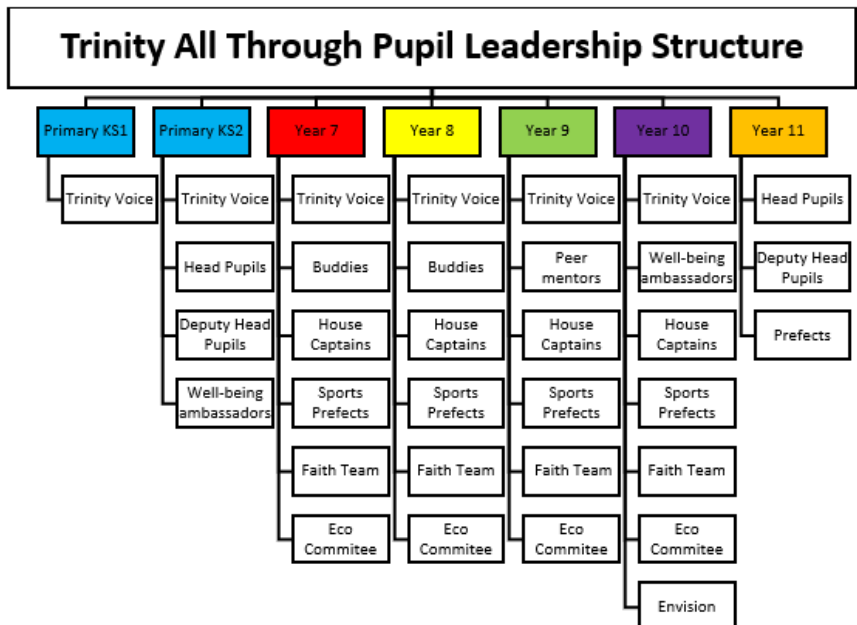 Trinity All Through Pupil Leadership Structure
Primary KS1
Primary KS2
Year 7
Year 8
Year 9
Year 10
Year 11
Trinity Voice
Trinity Voice
Head Pupils
Deputy Head
Pupils
Well-being
ambassadors
Trinity Voice
Buddies
House
Captains
Sports
Prefects
Faith Team
Eco
Commitee
Trinity Voice
Buddies
House
Captains
Sports
Prefects
Faith Team
Eco
Commitee
Trinity Voice
Peer
mentors
House
Captains
Sports
Prefects
Faith Team
Eco
Commitee
Trinity Voice
Well-being
ambassadors
House
Captains
Sports
Prefects
Faith Team
Eco
Commitee
Envision
Head Pupils
Deputy Head
Pupils
Prefects